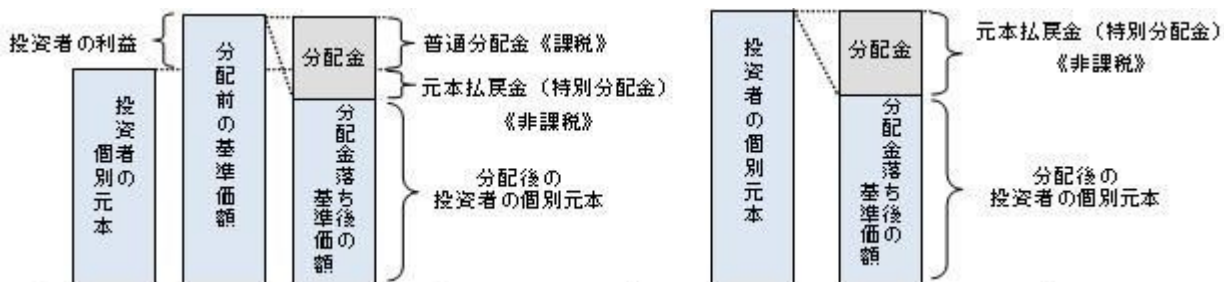 投資者の利益
投資者の
個別元本
分配前の基準価額
分配金
分配金落ち後の
基準価額
普通分配金《課税》
元本払戻金（特別分配金）
《非課税》
分配後の
投資者の個別元本
投資者の個別元本
分配金
分配金落ち後の
基準価額
元本払戻金（特別分配金）
《非課税》
分配後の
投資者の個別元本